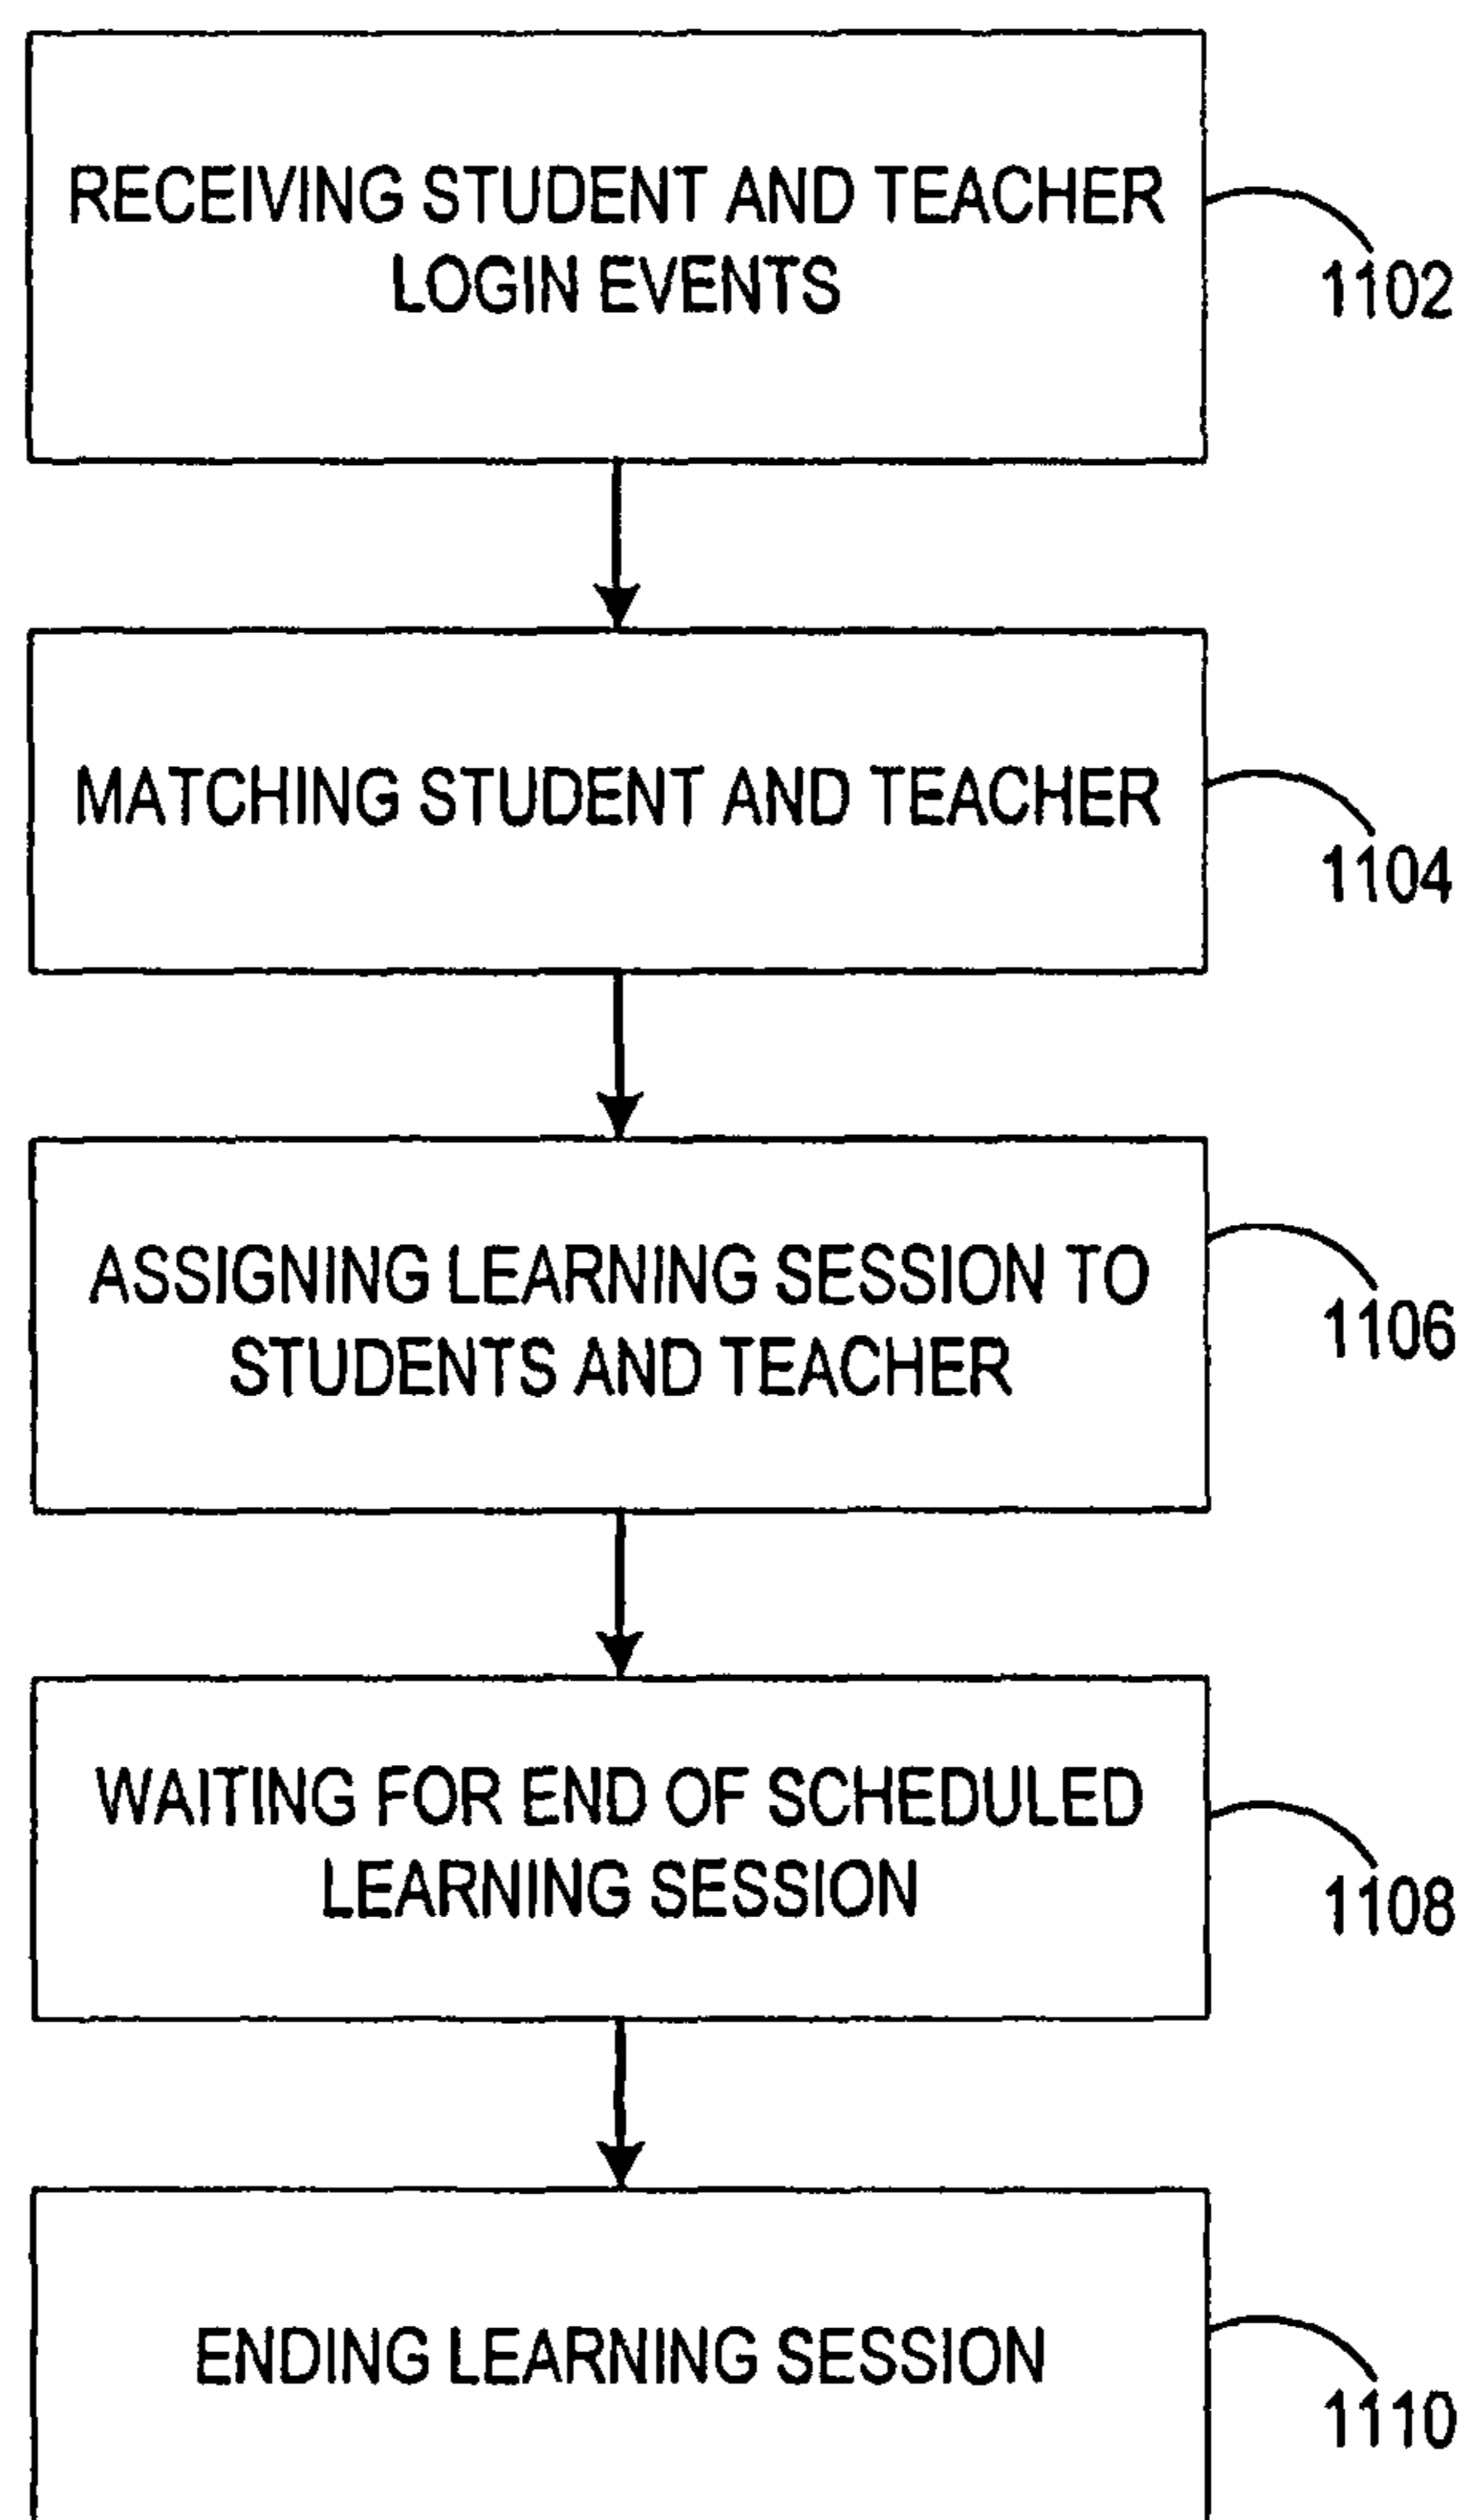 RECEIVING STUDENT AND TEACHER
LOGIN EVENTS
1102
MATCHING STUDENT AND TEACHER
1104
ASSIGNING LEARNING SESSION TO
STUDENTS AND TEACHER
1106
WAITING FOR END OF SCHEDULED
LEARNING SESSION
1108
ENDING LEARNING SESSION
1110